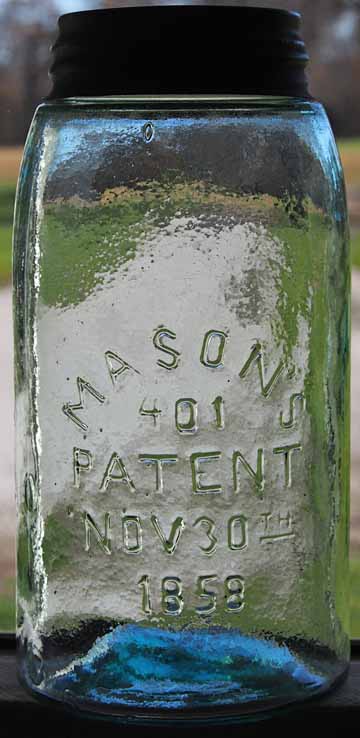 MASON'S
401
PATENT
NOV 30TH
1858